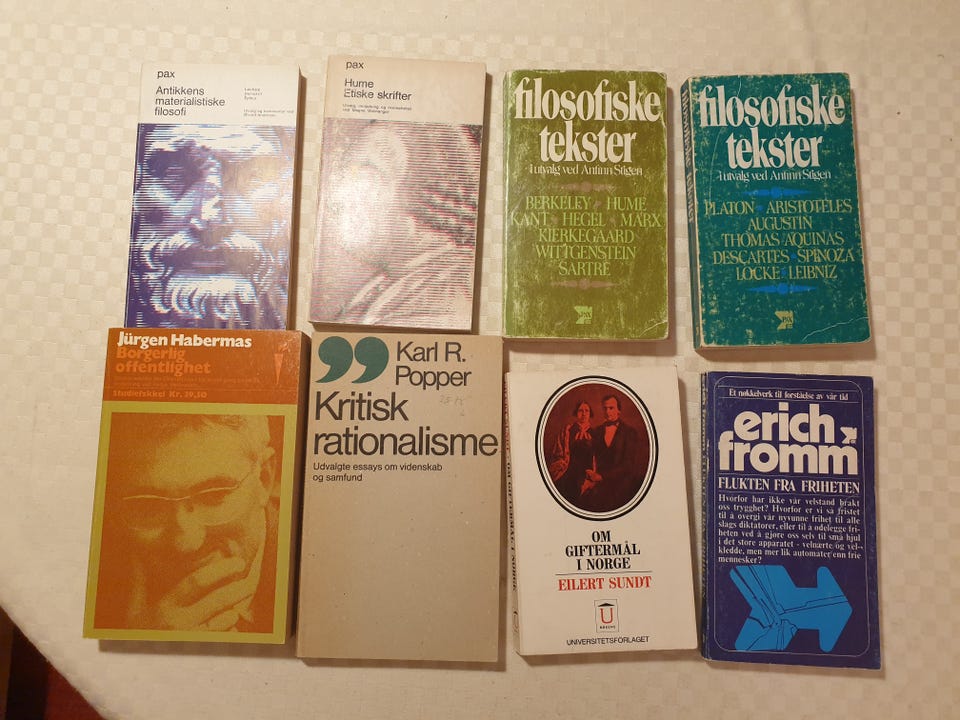 pax
Antikkens
materialistiske
filosofi
pax
Hume
Etiske skrifter
filosofiske
tekster
i utvalg ved Anfinn Stigen
BERKELEY HUME
KANT HEGEL MARX
KIERKEGAARD
WITTGENSTEIN
SARTRE
PAX
filosofiske
tekster
i utvalg ved Anfinn Stigen
PLATON ARISTOTELES
AUGUSTIN
THOMAS AQUINAS
DESCARTES SPINOZA
LOCKE LEIBNIZ
PAX
Jürgen Habermas
Borgerlig
offentlighet
Studiefakkel Kr. 29,50
Karl R.
Popper
Kritisk
rationalisme
Udvalgte essays om videnskab
og samfund
OM
GIFTERMÅL
I NORGE
EILERT SUNDT
U
UNIVERSITETSFORLAGET
Et nøkkelverk til forståelse av vår tid
erich
fromm
FLUKTEN FRA FRIHETEN
Hvorfor har ikke vår velstand brakt
oss trygghet? Hvorfor er vi så fristet
til å overgi vår nyvunne frihet til alle
slags diktatorer, eller til å ødelegge fri-
heten ved å gjøre oss selv til små hjul
i det store apparatet - velnærte og vel-
kledde, men mer lik automater enn frie
mennesker?